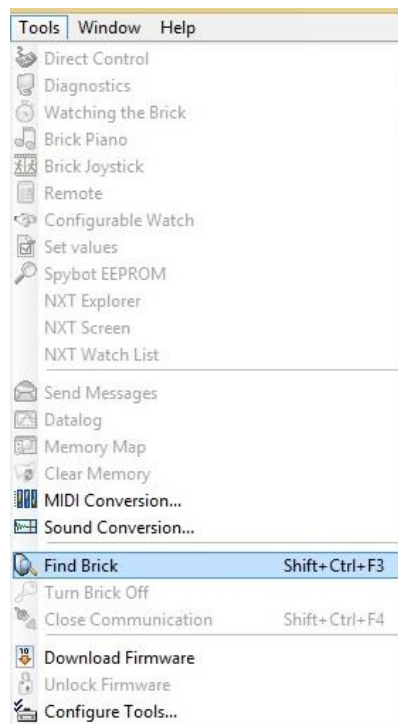 Tools Window Help
Direct Control
Diagnostics
Watching the Brick
Brick Piano
Brick Joystick
Remote
Configurable Watch
Set values
Spybot EEPROM
NXT Explorer
NXT Screen
NXT Watch List
Send Messages
Datalog
Memory Map
Clear Memory
MIDI Conversion...
Sound Conversion...
Find Brick Shift+Ctrl+F3
Turn Brick Off
Close Communication Shift+Ctrl+F4
Download Firmware
Unlock Firmware
Configure Tools...